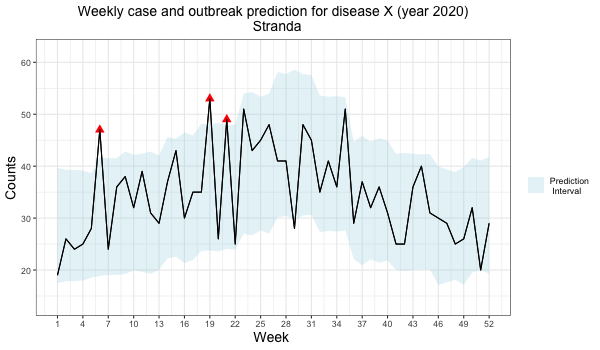 Weekly case and outbreak prediction for disease X (year 2020)
Stranda
60
50
40
30
20
Counts
1 4 7 10 13 16 19 22 25 28 31 34 37 40 43 46 49 52
Week
Prediction
Interval